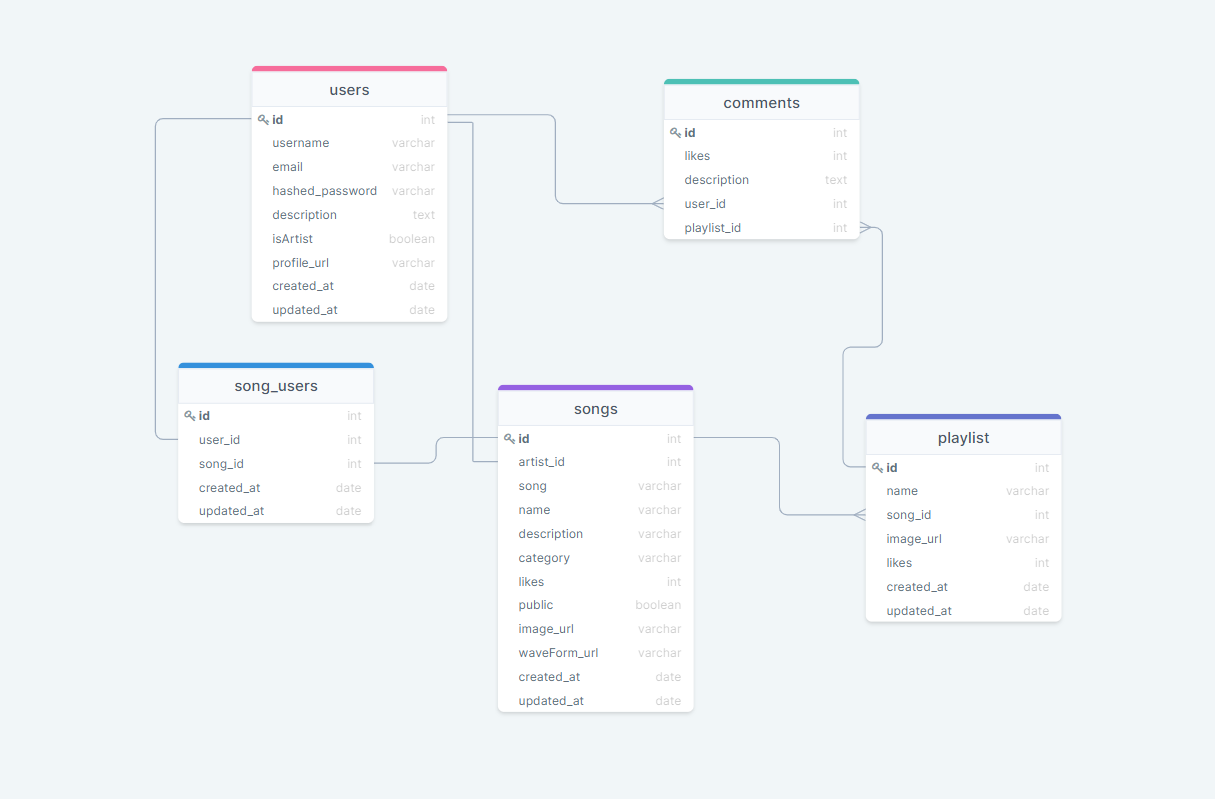 users
id int
username varchar
email varchar
hashed_password varchar
description text
isArtist boolean
profile_url varchar
created_at date
updated_at date
comments
id int
likes int
description text
user_id int
playlist_id int
song_users
id int
user_id int
song_id int
created_at date
updated_at date
songs
id int
artist_id int
song varchar
name varchar
description varchar
category varchar
likes int
public boolean
image_url varchar
waveForm_url varchar
created_at date
updated_at date
playlist
id int
name varchar
song_id int
image_url varchar
likes int
created_at date
updated_at date